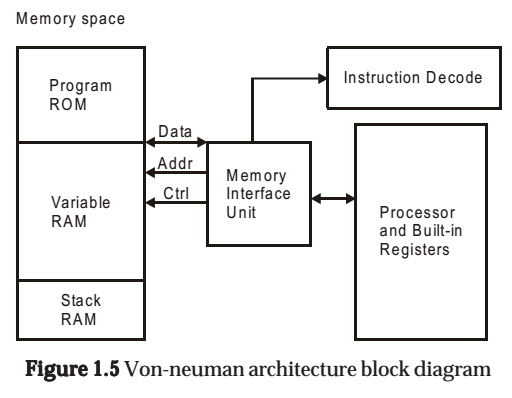 Memory space
Program
ROM
Instruction Decode
Data
Addr
Ctrl
Memory
Interface
Unit
Variable
RAM
Processor
and Built-in
Registers
Stack
RAM
Figure 1.5 Von-neuman architecture block diagram